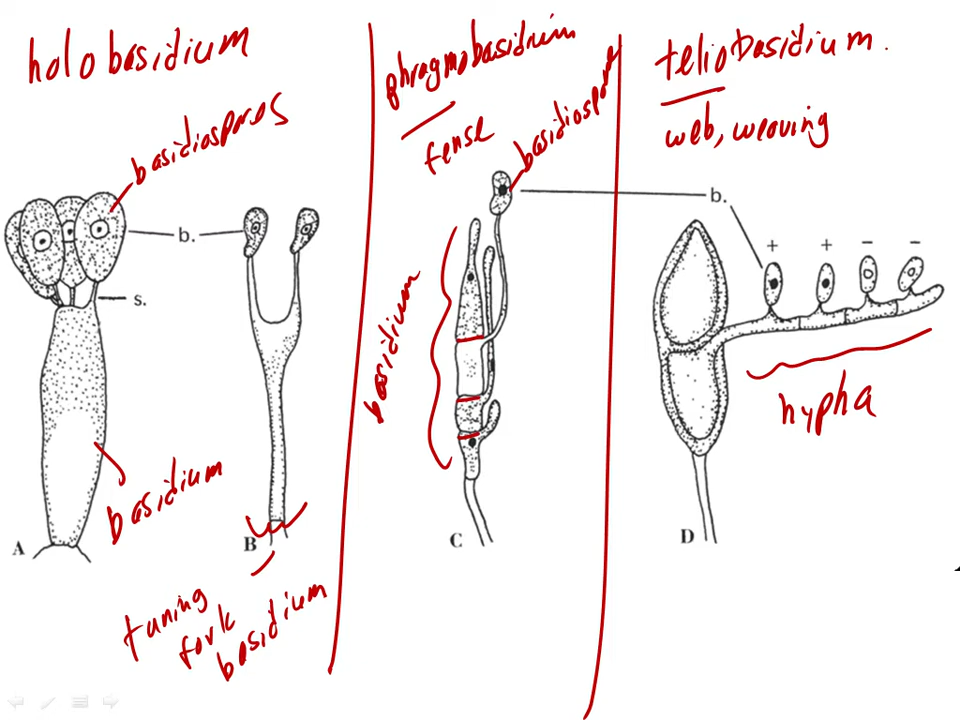 holobasidium
basidiospores
b.
s.
basidium
A
B
tuning
fork
basidium
phragmobasidium
fense
basidiospore
basidium
C
teliobasidium.
web, weaving
b.
+ + - -
hypha
D